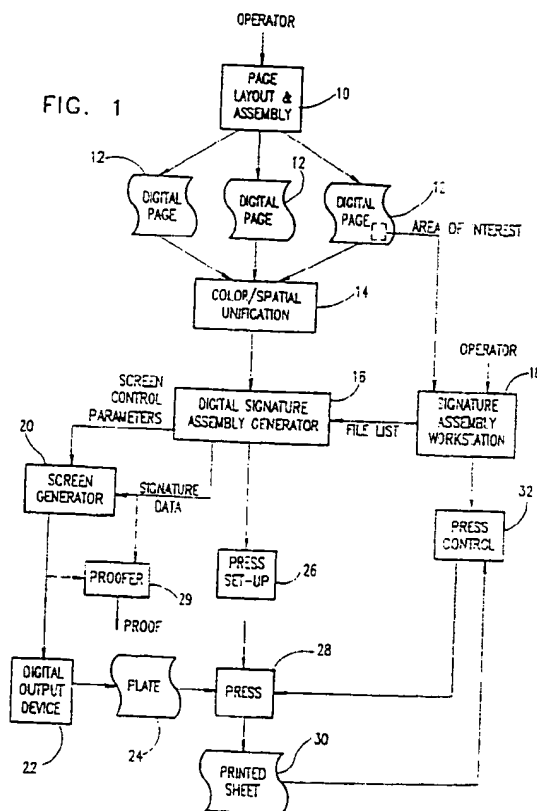 OPERATOR
FIG. 1
PAGE
LAYOUT &
ASSEMBLY
10
12
DIGITAL
PAGE
12
DIGITAL
PAGE
12
DIGITAL
PAGE
AREA OF INTEREST
COLOR/SPATIAL
UNIFICATION
14
OPERATOR
SCREEN
CONTROL
PARAMETERS
16
DIGITAL SIGNATURE
ASSEMBLY GENERATOR
FILE LIST
18
SIGNATURE
ASSEMBLY
WORKSTATION
20
SCREEN
GENERATOR
SIGNATURE
DATA
32
PRESS
CONTROL
PROOFER
29
PROOF
PRESS
SET-UP
26
DIGITAL
OUTPUT
DEVICE
22
PLATE
24
PRESS
28
PRINTED
SHEET
30